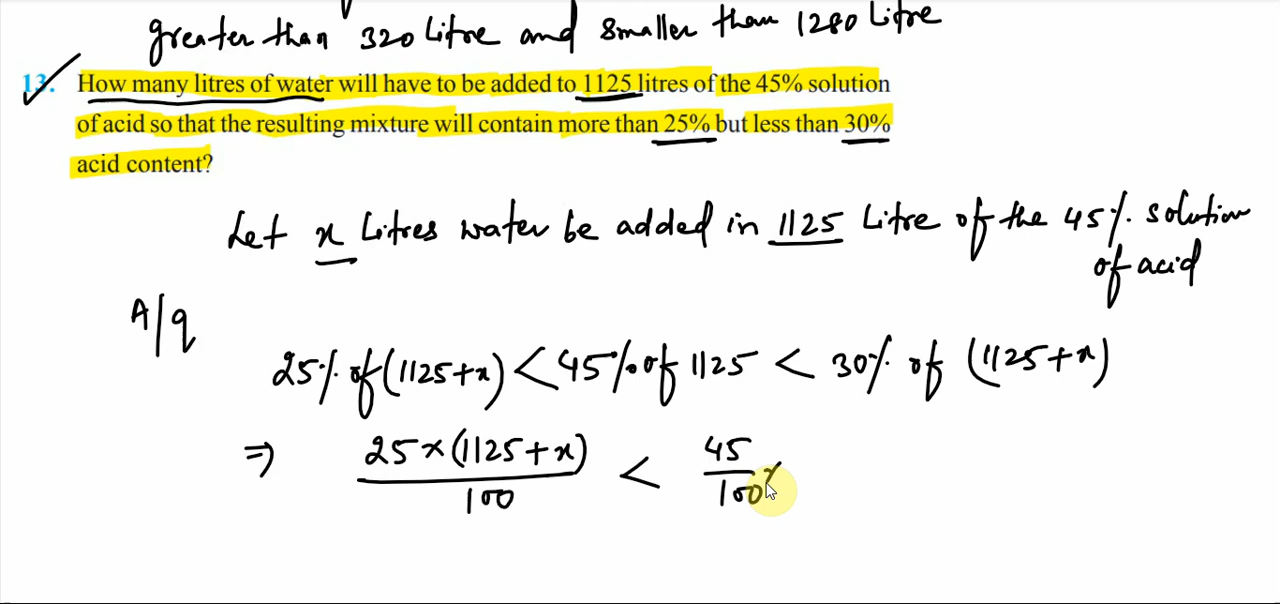 greater than 320 Litre and smaller than 1280 Litre
13. How many litres of water will have to be added to 1125 litres of the 45% solution
of acid so that the resulting mixture will contain more than 25% but less than 30%
acid content?
Let x Litres water be added in 1125 Litre of the 45% solution
of acid
A/q
25% of (1125+x) < 45% of 1125 < 30% of (1125+x)
⇒ 25×(1125+x)/100 < 45/100